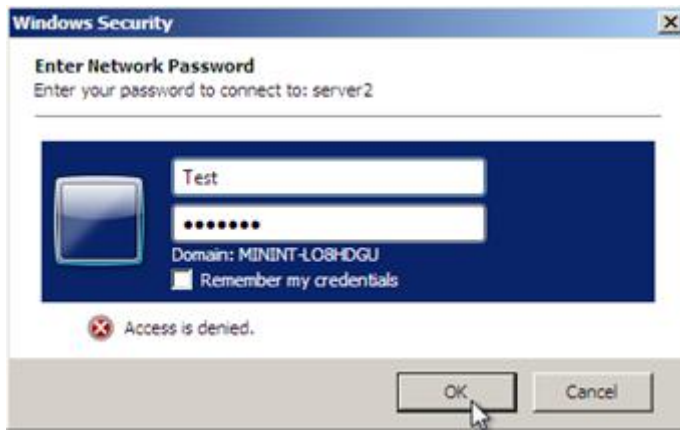 Windows Security
Enter Network Password
Enter your password to connect to: server2
Test
•••••••
Domain: MININT-LO8HDGU
Remember my credentials
Access is denied.
OK
Cancel